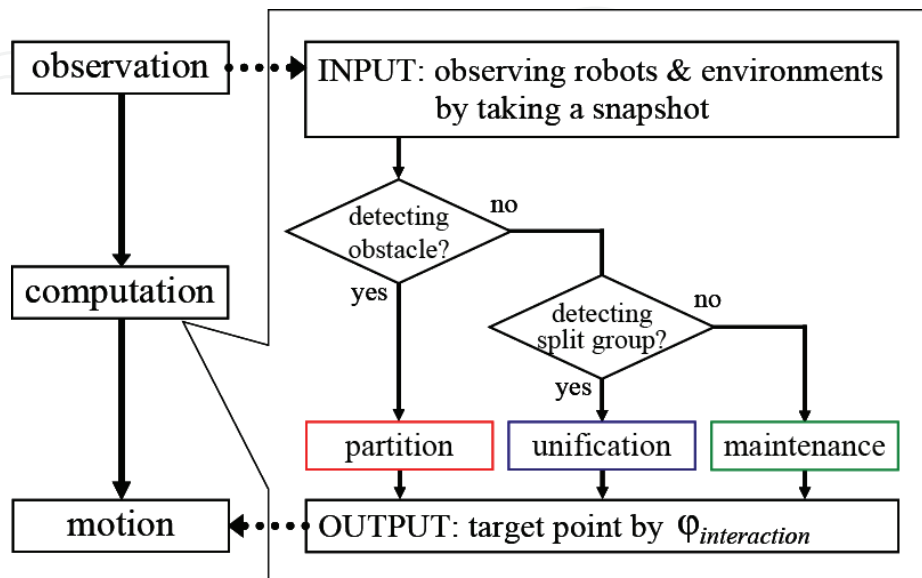 observation
INPUT: observing robots & environments
by taking a snapshot
detecting
obstacle?
no
yes
computation
detecting
split group?
no
yes
partition
unification
maintenance
motion
OUTPUT: target point by φinteraction